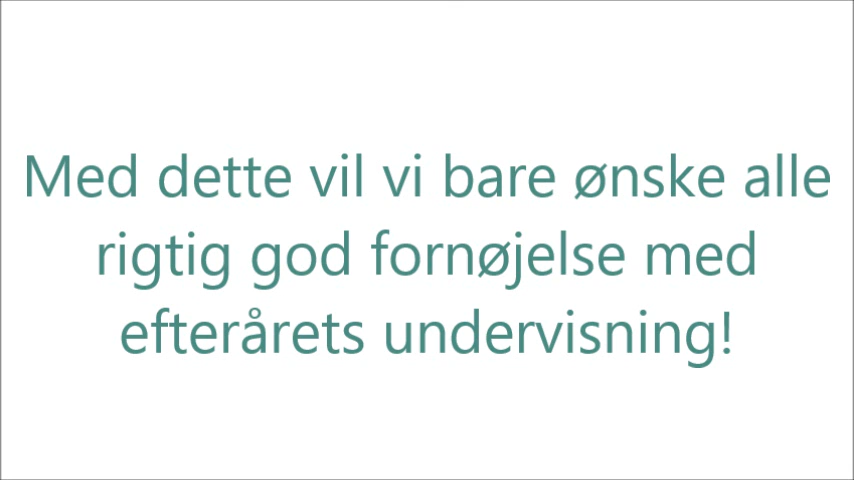 Med dette vil vi bare ønske alle
rigtig god fornøjelse med
efterårets undervisning!